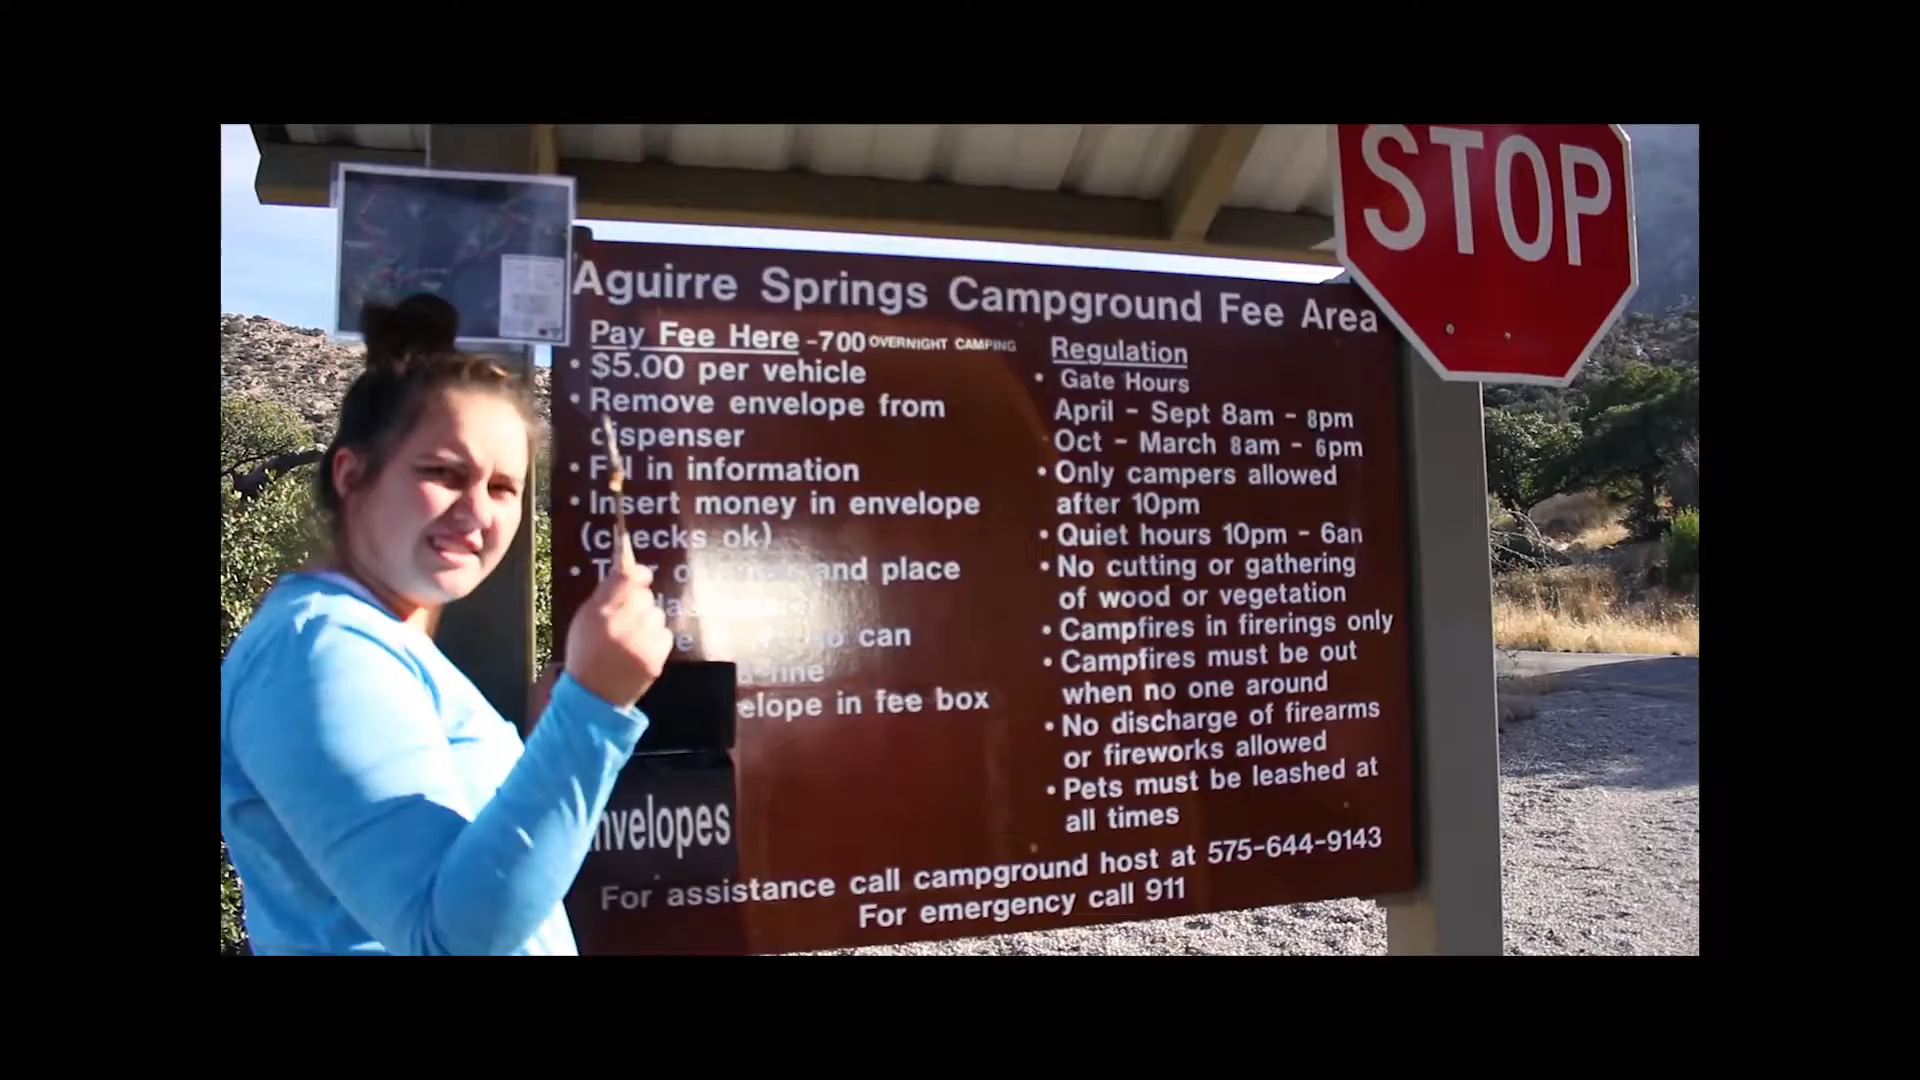 STOP
Aguirre Springs Campground Fee Area
Pay Fee Here -700 OVERNIGHT CAMPING
• $5.00 per vehicle
• Remove envelope from
dispenser
• Fill in information
• Insert money in envelope
(checks ok)
• and place
can
fine
elope in fee box
nvelopes
Regulation
• Gate Hours
April - Sept 8am - 8pm
Oct - March 8am - 6pm
• Only campers allowed
after 10pm
• Quiet hours 10pm - 6an
• No cutting or gathering
of wood or vegetation
• Campfires in firerings only
• Campfires must be out
when no one around
• No discharge of firearms
or fireworks allowed
• Pets must be leashed at
all times
For assistance call campground host at 575-644-9143
For emergency call 911